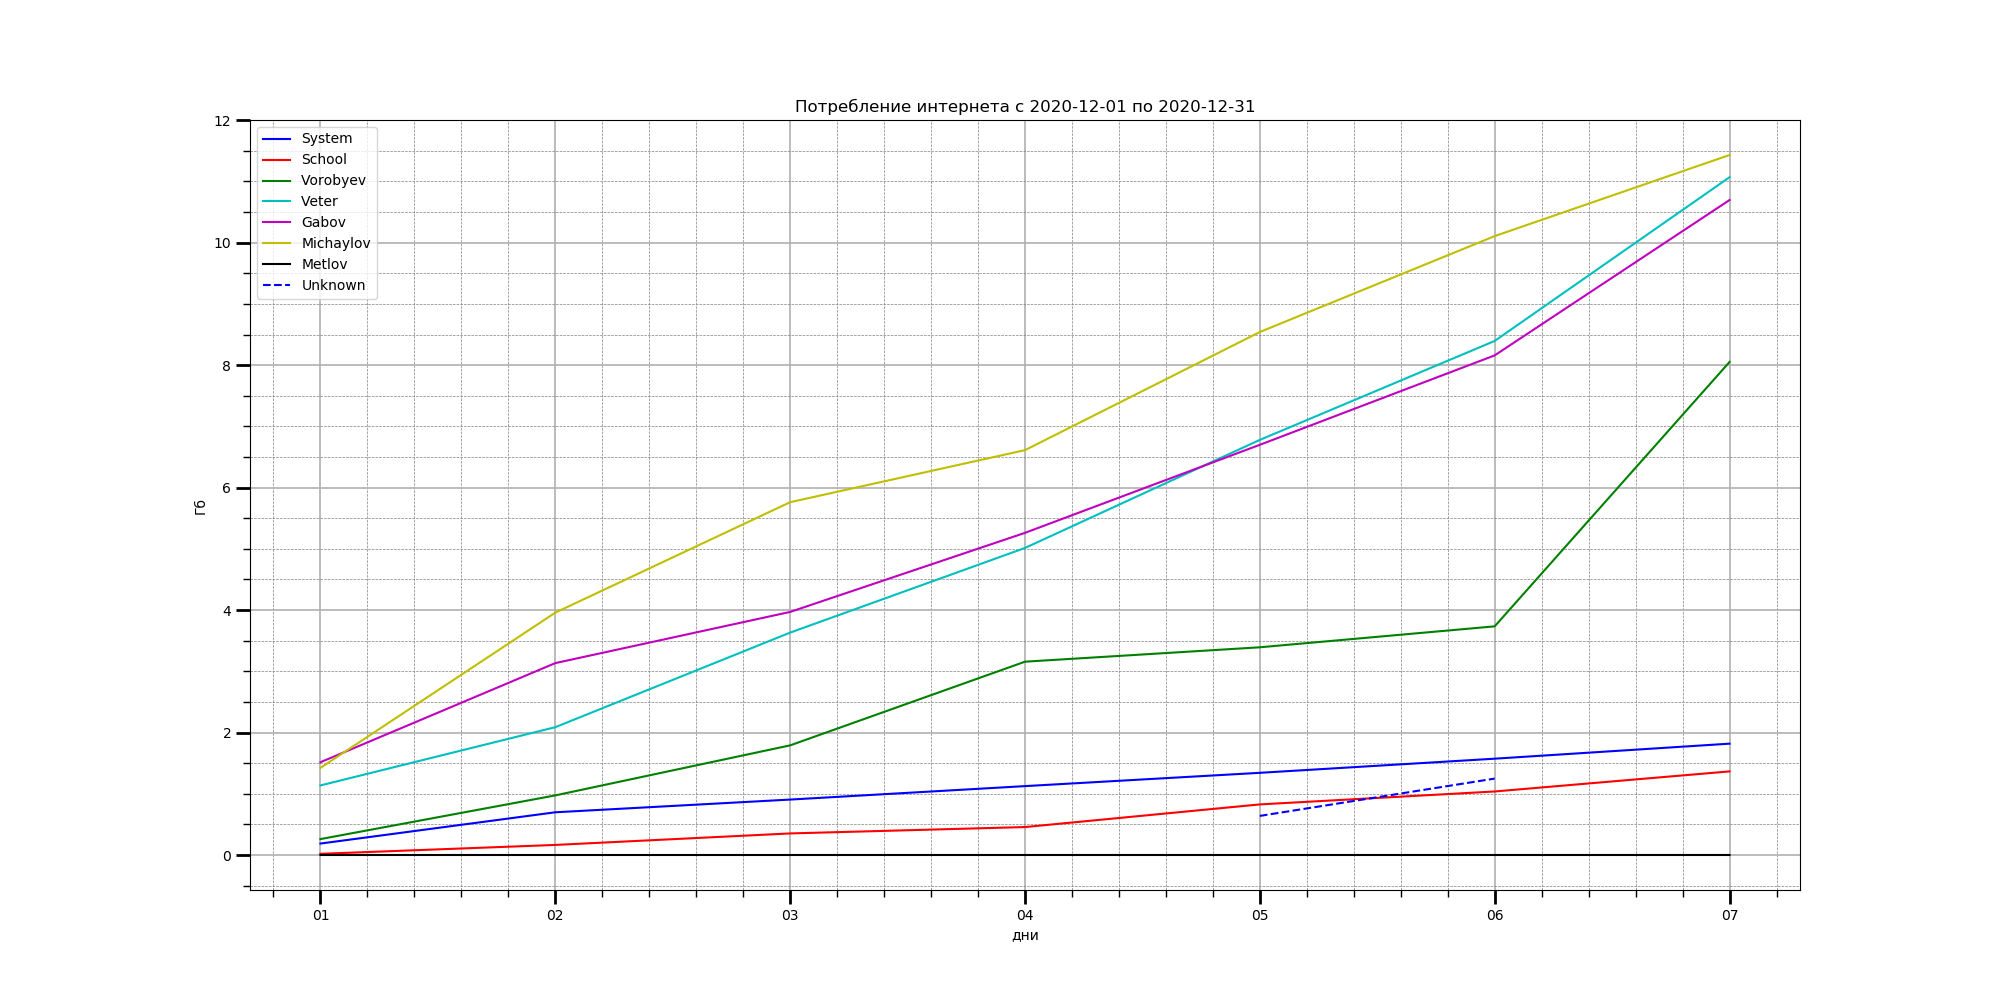 Потребление интернета с 2020-12-01 по 2020-12-31
System
School
Vorobyev
Veter
Gabov
Michaylov
Metlov
Unknown
12
10
8
6
4
2
0
Гб
01 02 03 04 05 06 07
дни